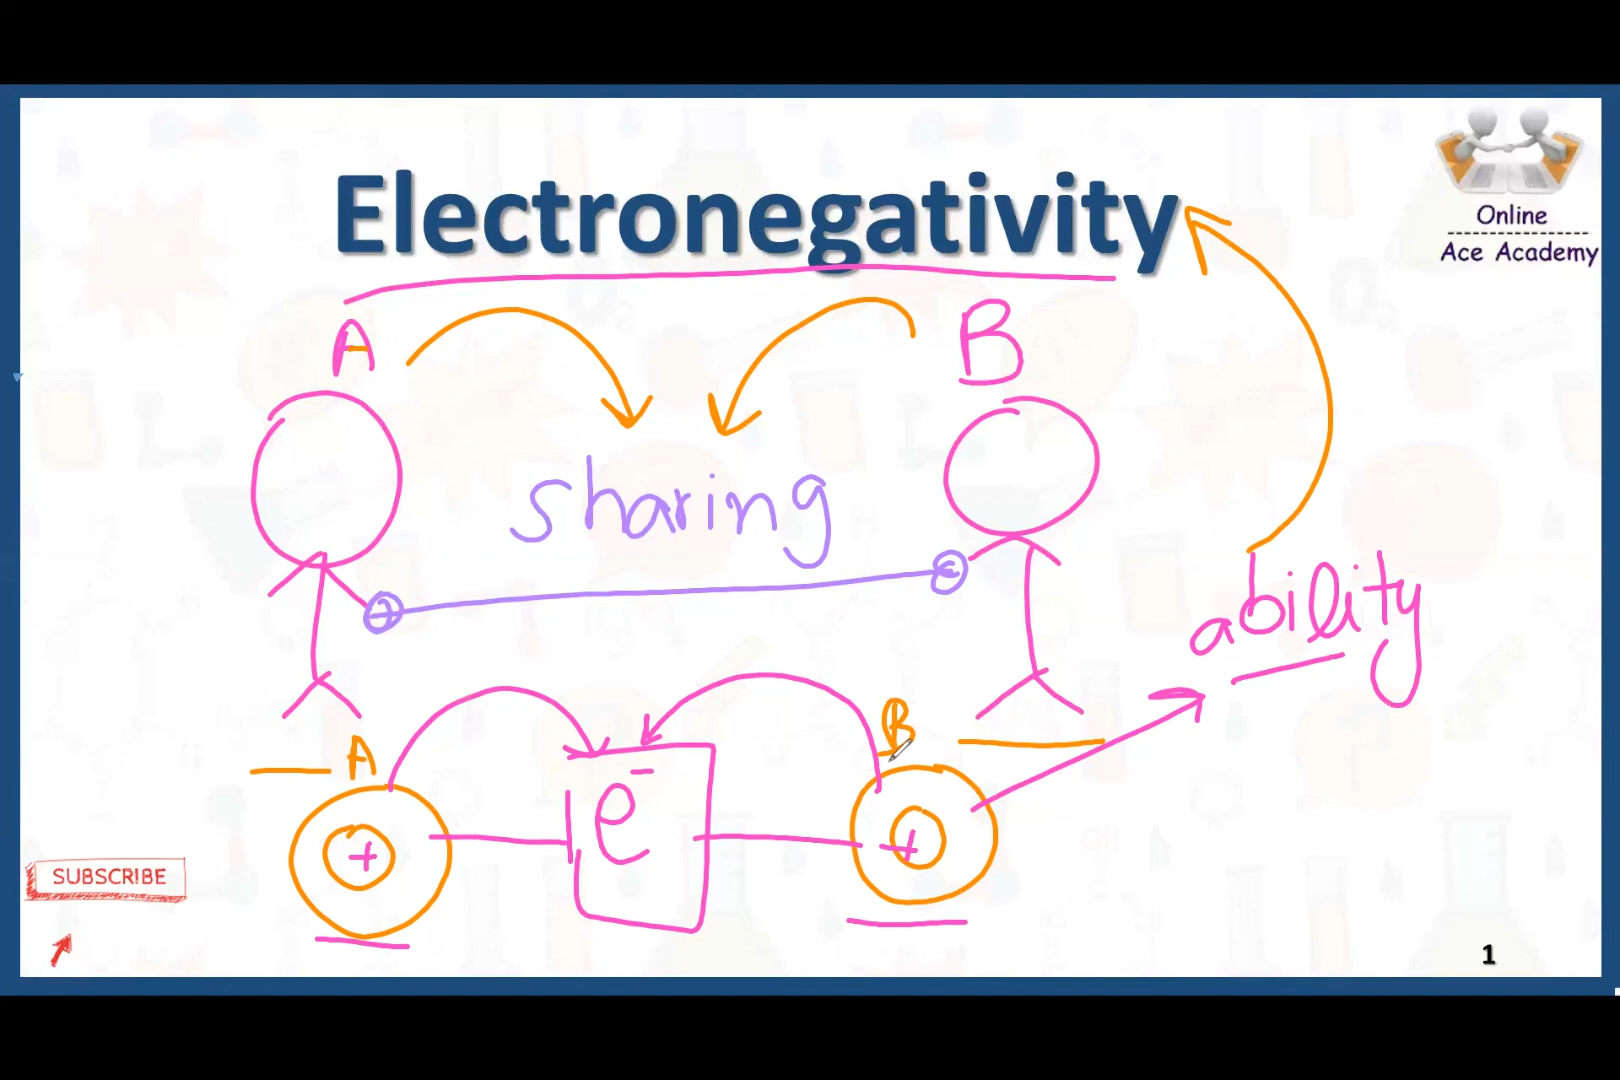 Electronegativity
Online
Ace Academy
A
B
sharing
ability
A
B
e-
+
+
SUBSCRIBE
1